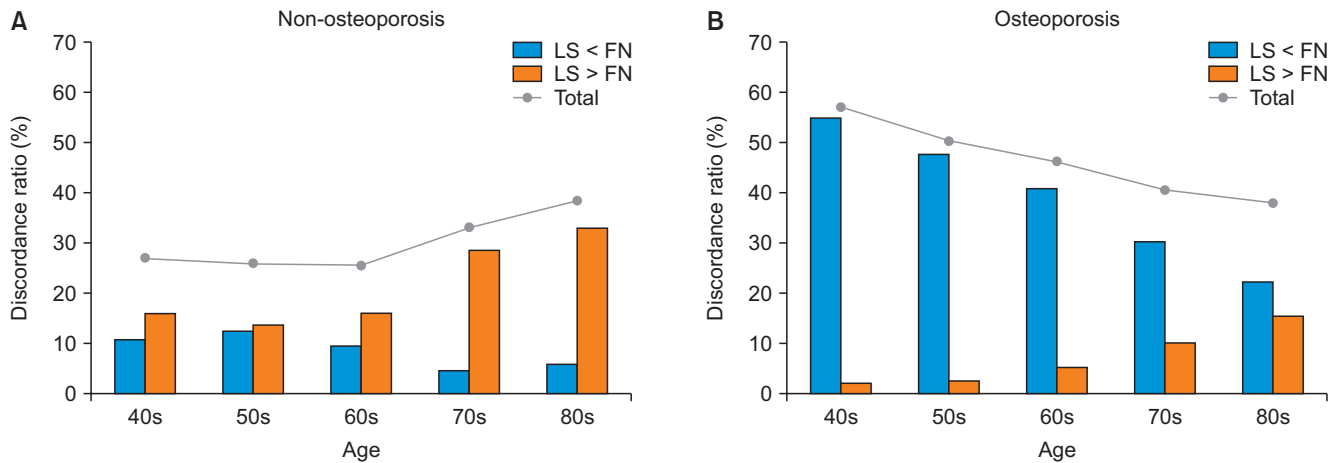 A
Non-osteoporosis
70
60
50
40
30
20
10
0
Discordance ratio (%)
LS < FN
LS > FN
Total
40s 50s 60s 70s 80s
Age
B
Osteoporosis
70
60
50
40
30
20
10
0
Discordance ratio (%)
LS < FN
LS > FN
Total
40s 50s 60s 70s 80s
Age